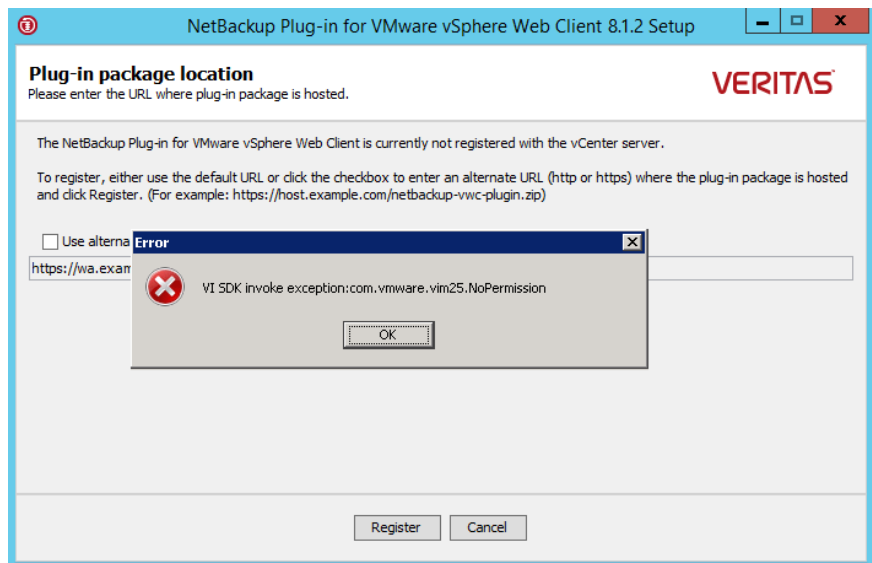 NetBackup Plug-in for VMware vSphere Web Client 8.1.2 Setup
Plug-in package location
Please enter the URL where plug-in package is hosted.
VERITAS
The NetBackup Plug-in for VMware vSphere Web Client is currently not registered with the vCenter server.
To register, either use the default URL or click the checkbox to enter an alternate URL (http or https) where the plug-in package is hosted
and click Register. (For example: https://host.example.com/netbackup-vwc-plugin.zip)
Use alterna
Error
https://wa.exam
VI SDK invoke exception:com.vmware.vim25.NoPermission
OK
Register Cancel